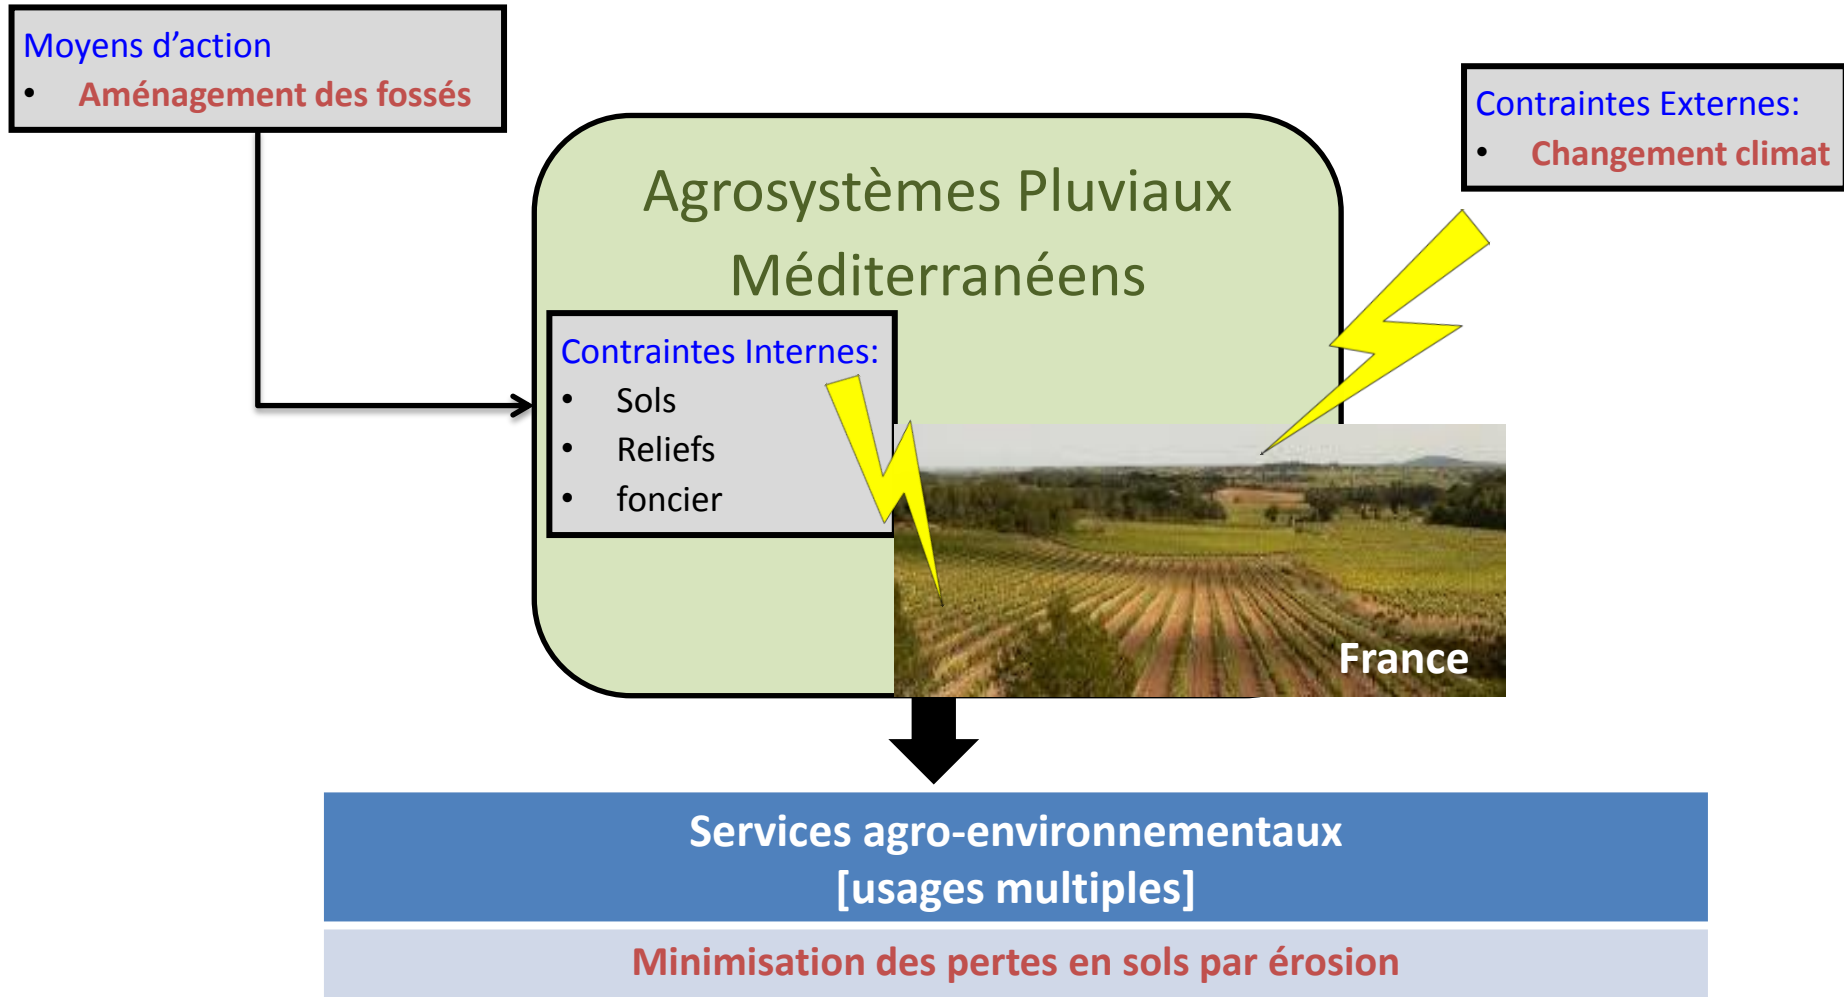 Moyens d’action
• Aménagement des fossés
Contraintes Externes:
• Changement climat
Agrosystèmes Pluviaux
Méditerranéens
Contraintes Internes:
• Sols
• Reliefs
• foncier
France
Services agro-environnementaux
[usages multiples]
Minimisation des pertes en sols par érosion